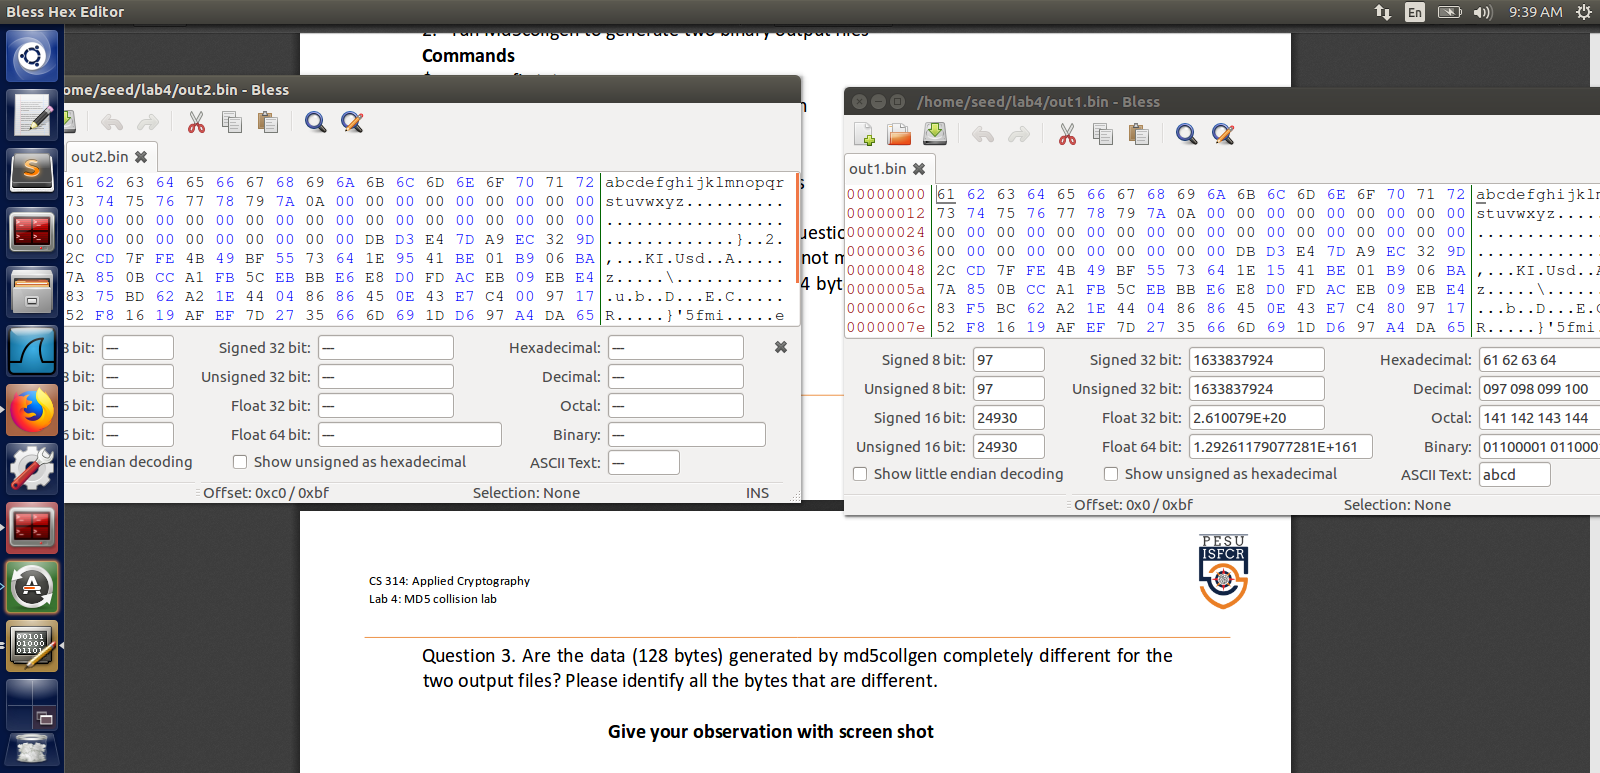 Bless Hex Editor
En
9:39 AM
2. run Md5collgen to generate two binary output files
Commands
/home/seed/lab4/out2.bin - Bless
out2.bin
61 62 63 64 65 66 67 68 69 6A 6B 6C 6D 6E 6F 70 71 72 abcdefghijklmnopqr
73 74 75 76 77 78 79 7A 0A 00 00 00 00 00 00 00 00 00 stuvwxyz..........
00 00 00 00 00 00 00 00 00 00 00 00 00 00 00 00 00 00 ..................
00 00 00 00 00 00 00 00 00 00 DB D3 E4 7D A9 EC 32 9D .............}..2.
2C CD 7F FE 4B 49 BF 55 73 64 1E 95 41 BE 01 B9 06 BA ,...KI.Usd..A.....
7A 85 0B CC A1 FB 5C EB BB E6 E8 D0 FD AC EB 09 EB E4 z.....\...........
83 75 BD 62 A2 1E 44 04 86 86 45 0E 43 E7 C4 00 97 17 .u.b..D...E.C.....
52 F8 16 19 AF EF 7D 27 35 66 6D 69 1D D6 97 A4 DA 65 R.....}'5fmi.....e
8 bit: --- Signed 32 bit: --- Hexadecimal: ---
8 bit: --- Unsigned 32 bit: --- Decimal: ---
6 bit: --- Float 32 bit: --- Octal: ---
6 bit: --- Float 64 bit: --- Binary: ---
le endian decoding Show unsigned as hexadecimal ASCII Text: ---
Offset: 0xc0 / 0xbf Selection: None INS
n
s
uestic
not m
4 byt
/home/seed/lab4/out1.bin - Bless
out1.bin
00000000 61 62 63 64 65 66 67 68 69 6A 6B 6C 6D 6E 6F 70 71 72 abcdefghijklm
00000012 73 74 75 76 77 78 79 7A 0A 00 00 00 00 00 00 00 00 00 stuvwxyz.....
00000024 00 00 00 00 00 00 00 00 00 00 00 00 00 00 00 00 00 00 .............
00000036 00 00 00 00 00 00 00 00 00 00 DB D3 E4 7D A9 EC 32 9D .............
00000048 2C CD 7F FE 4B 49 BF 55 73 64 1E 15 41 BE 01 B9 06 BA ,...KI.Usd..A
0000005a 7A 85 0B CC A1 FB 5C EB BB E6 E8 D0 FD AC EB 09 EB E4 z.....\......
0000006c 83 F5 BC 62 A2 1E 44 04 86 86 45 0E 43 E7 C4 80 97 17 ...b..D...E.C
0000007e 52 F8 16 19 AF EF 7D 27 35 66 6D 69 1D D6 97 A4 DA 65 R.....}'5fmi.
Signed 8 bit: 97 Signed 32 bit: 1633837924 Hexadecimal: 61 62 63 64
Unsigned 8 bit: 97 Unsigned 32 bit: 1633837924 Decimal: 097 098 099 100
Signed 16 bit: 24930 Float 32 bit: 2.610079E+20 Octal: 141 142 143 144
Unsigned 16 bit: 24930 Float 64 bit: 1.29261179077281E+161 Binary: 01100001 0110001
Show little endian decoding Show unsigned as hexadecimal ASCII Text: abcd
Offset: 0x0 / 0xbf Selection: None
PESU
ISFCR
CS 314: Applied Cryptography
Lab 4: MD5 collision lab
Question 3. Are the data (128 bytes) generated by md5collgen completely different for the
two output files? Please identify all the bytes that are different.
Give your observation with screen shot